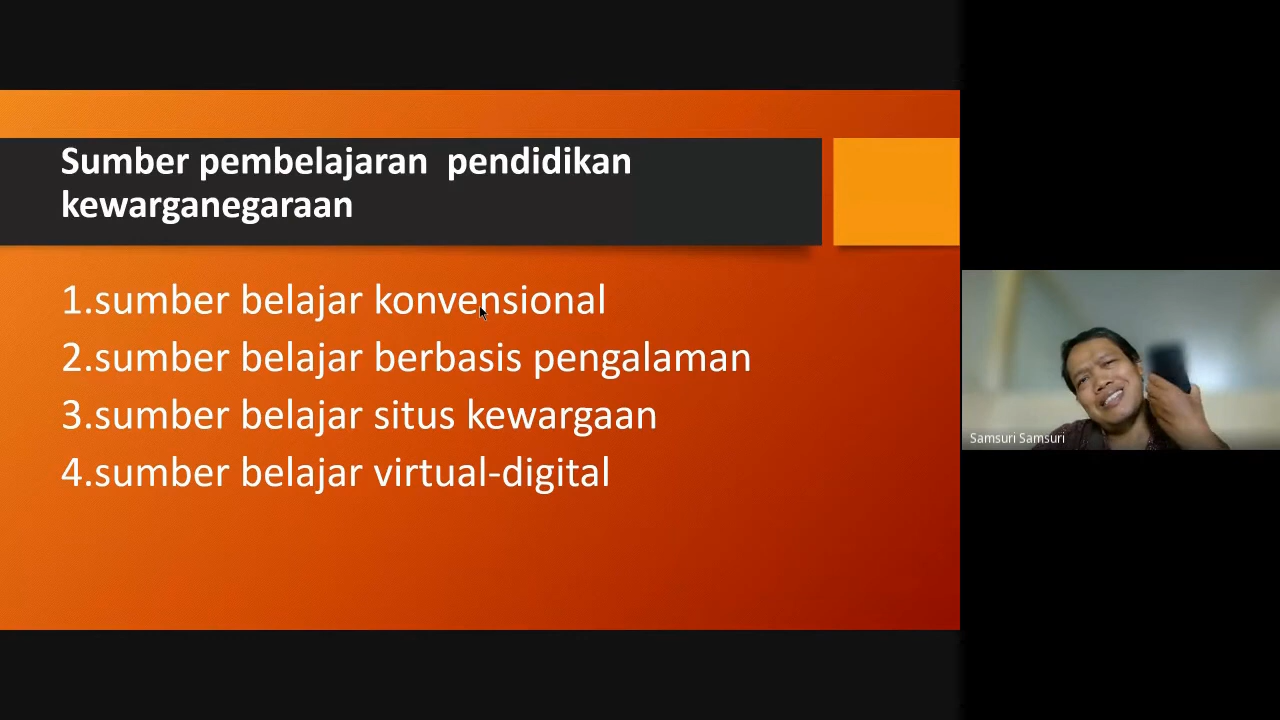 Sumber pembelajaran  pendidikan
kewarganegaraan
1.sumber belajar konvensional
2.sumber belajar berbasis pengalaman
3.sumber belajar situs kewargaan
4.sumber belajar virtual-digital
Samsuri Samsuri